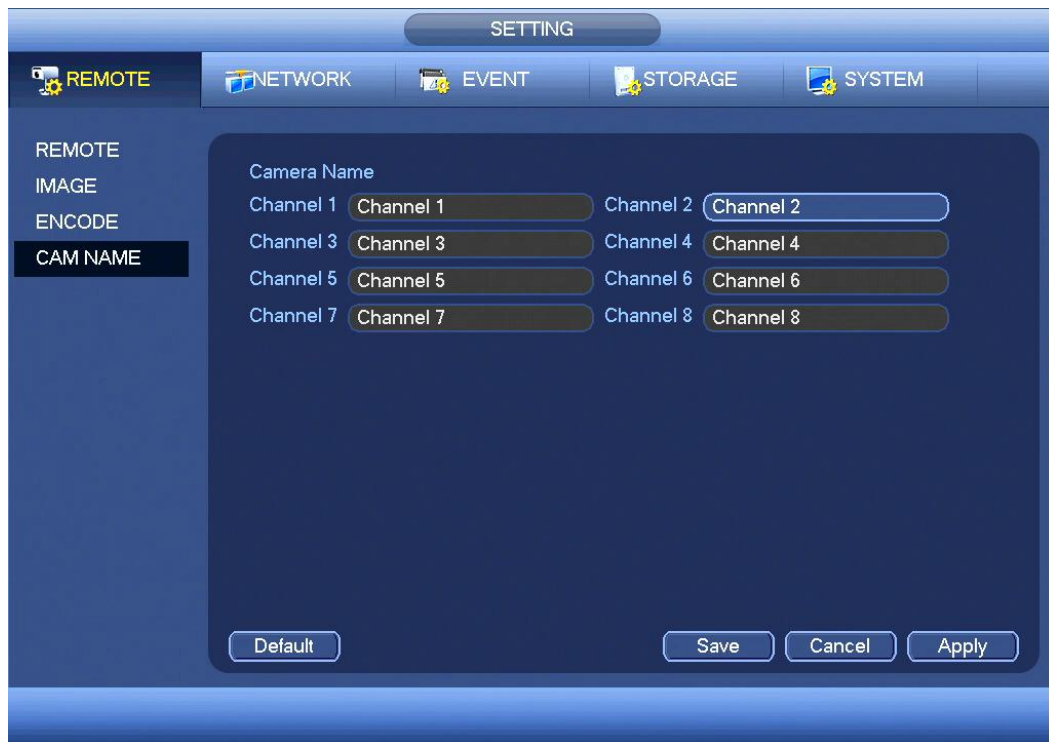 SETTING
REMOTE NETWORK EVENT STORAGE SYSTEM
REMOTE
IMAGE
ENCODE
CAM NAME
Camera Name
Channel 1 Channel 1 Channel 2 Channel 2
Channel 3 Channel 3 Channel 4 Channel 4
Channel 5 Channel 5 Channel 6 Channel 6
Channel 7 Channel 7 Channel 8 Channel 8
Default Save Cancel Apply